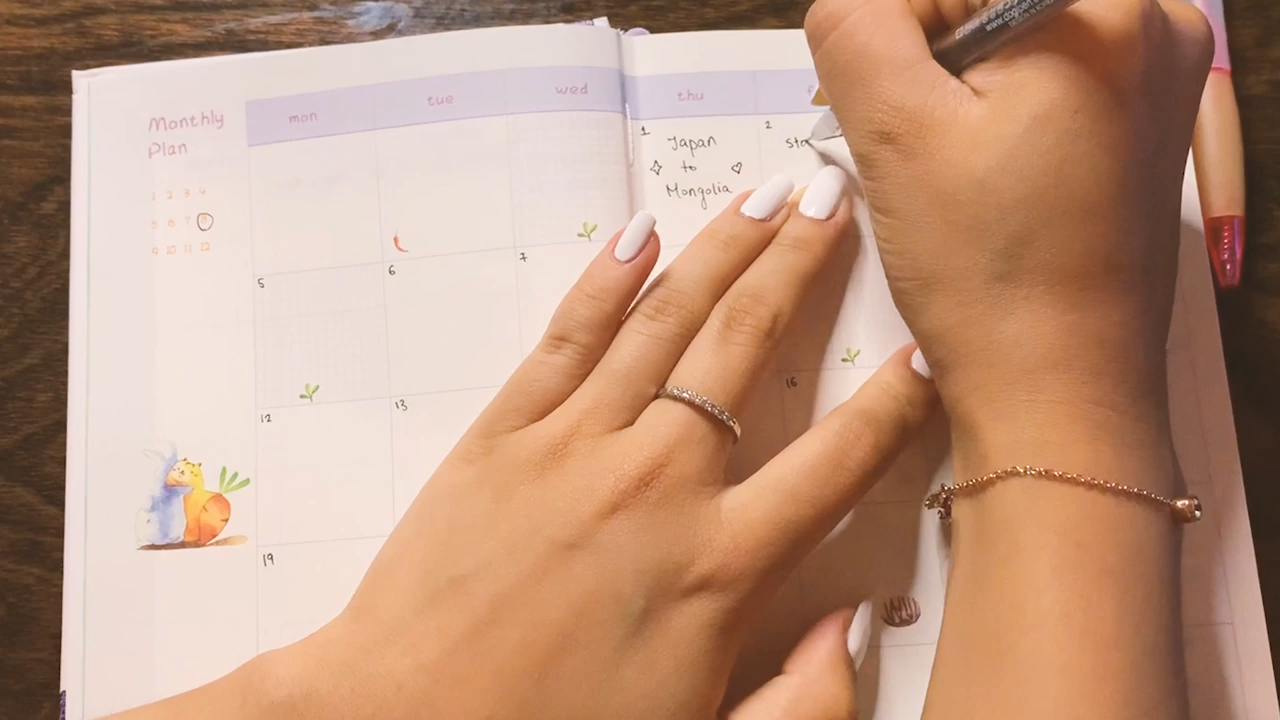 Monthly
Plan
mon
tue
wed
thu
1 2 3 4
5 6 7 8
9 10 11 12
1
Japan
to
Mongolia
2
sta
5
6
7
12
13
16
19